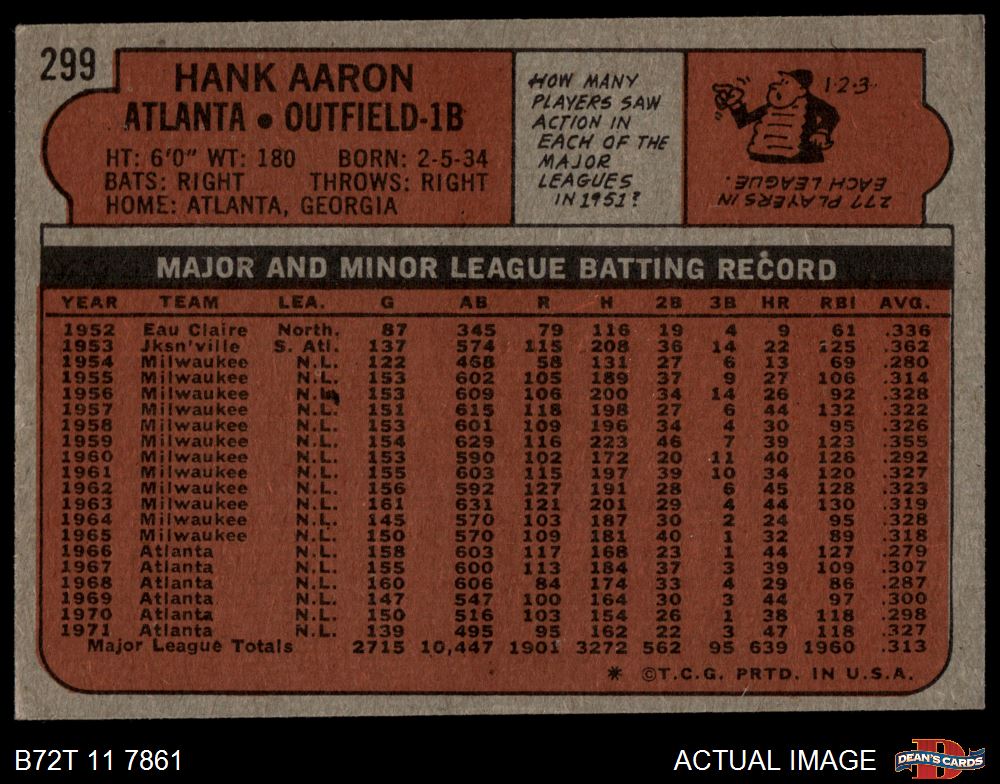 299
HANK AARON
ATLANTA • OUTFIELD-1B
HT: 6'0" WT: 180 BORN: 2-5-34
BATS: RIGHT THROWS: RIGHT
HOME: ATLANTA, GEORGIA
HOW MANY
PLAYERS SAW
ACTION IN
EACH OF THE
MAJOR
LEAGUES
IN 1951?
1-2-3-
277 PLAYERS IN
EACH LEAGUE.
MAJOR AND MINOR LEAGUE BATTING RECORD
YEAR TEAM LEA. G AB R H 2B 3B HR RBI AVG.
1952 Eau Claire North. 87 345 79 116 19 4 9 61 .336
1953 Jksn'ville S. Atl. 137 574 115 208 36 14 22 125 .362
1954 Milwaukee N.L. 122 468 58 131 27 6 13 69 .280
1955 Milwaukee N.L. 153 602 105 189 37 9 27 106 .314
1956 Milwaukee N.L. 153 609 106 200 34 14 26 92 .328
1957 Milwaukee N.L. 151 615 118 198 27 6 44 132 .322
1958 Milwaukee N.L. 153 601 109 196 34 4 30 95 .326
1959 Milwaukee N.L. 154 629 116 223 46 7 39 123 .355
1960 Milwaukee N.L. 153 590 102 172 20 11 40 126 .292
1961 Milwaukee N.L. 155 603 115 197 39 10 34 120 .327
1962 Milwaukee N.L. 156 592 127 191 28 6 45 128 .323
1963 Milwaukee N.L. 161 631 121 201 29 4 44 130 .319
1964 Milwaukee N.L. 145 570 103 187 30 2 24 95 .328
1965 Milwaukee N.L. 150 570 109 181 40 1 32 89 .318
1966 Atlanta N.L. 158 603 117 168 23 1 44 127 .279
1967 Atlanta N.L. 155 600 113 184 37 3 39 109 .307
1968 Atlanta N.L. 160 606 84 174 33 4 29 86 .287
1969 Atlanta N.L. 147 547 100 164 30 3 44 97 .300
1970 Atlanta N.L. 150 516 103 154 26 1 38 118 .298
1971 Atlanta N.L. 139 495 95 162 22 3 47 118 .327
Major League Totals 2715 10,447 1901 3272 562 95 639 1960 .313
* ©T.C.G. PRTD. IN U.S.A.
B72T 11 7861
ACTUAL IMAGE
D
DEAN'S CARDS